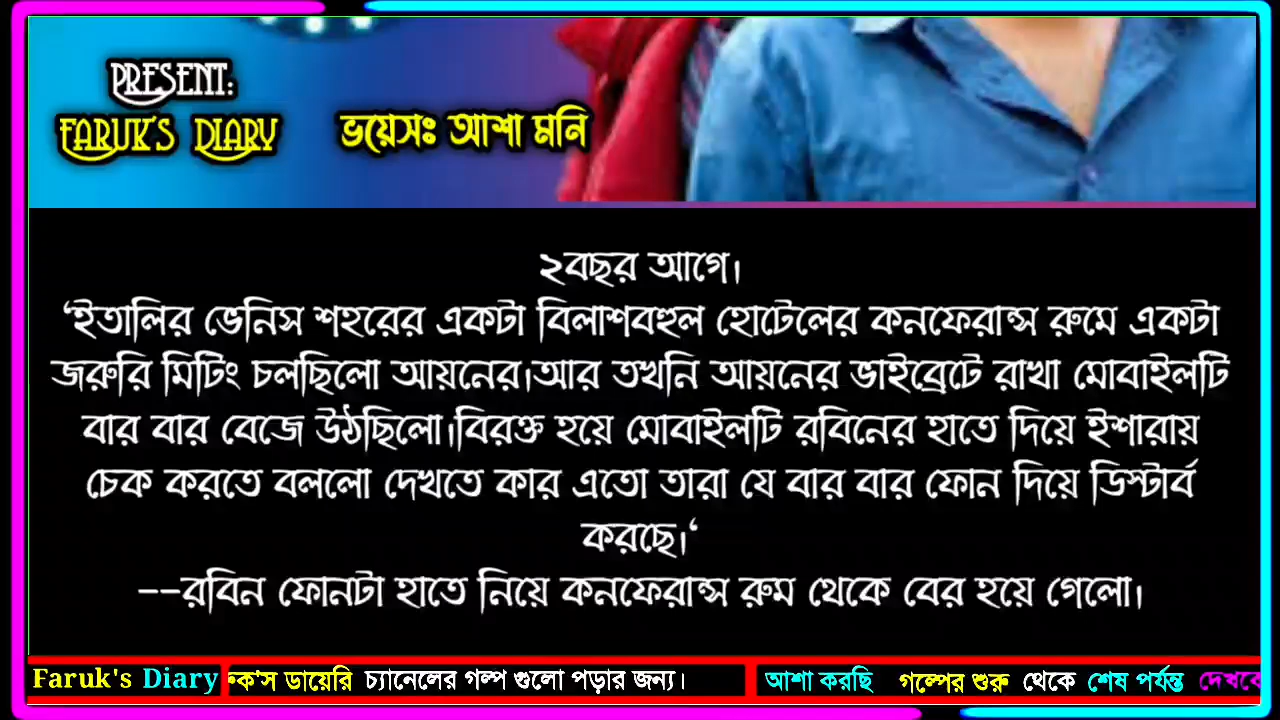 PRESENT:
FARUK'S DIARY
ভয়েসঃ আশা মনি
২বছর আগে।
‘ইতালির ভেনিস শহরের একটা বিলাশবহুল হোটেলের কনফেরান্স রুমে একটা
জরুরি মিটিং চলছিলো আয়নের।আর তখনি আয়নের ভাইব্রেটে রাখা মোবাইলটি
বার বার বেজে উঠছিলো।বিরক্ত হয়ে মোবাইলটি রবিনের হাতে দিয়ে ইশারায়
চেক করতে বললো দেখতে কার এতো তারা যে বার বার ফোন দিয়ে ডিস্টার্ব
করছে।‘
--রবিন ফোনটা হাতে নিয়ে কনফেরান্স রুম থেকে বের হয়ে গেলো।
Faruk's Diary ক'স ডায়েরি চ্যানেলের গল্প গুলো পড়ার জন্য। আশা করছি গল্পের শুরু থেকে শেষ পর্যন্ত